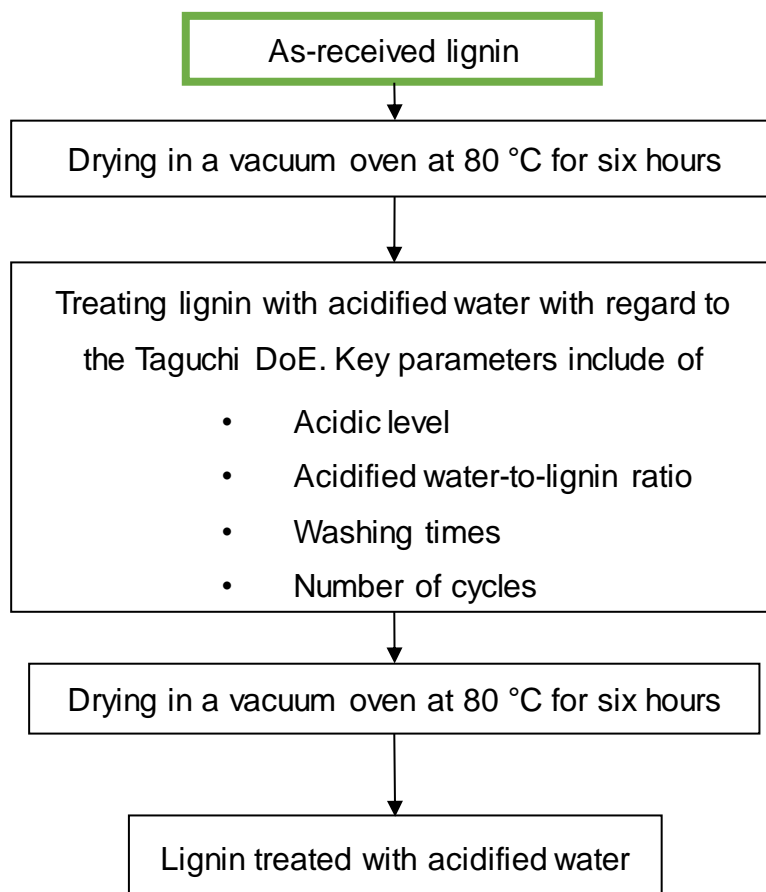 As-received lignin
Drying in a vacuum oven at 80 °C for six hours
Treating lignin with acidified water with regard to
the Taguchi DoE. Key parameters include of
• Acidic level
• Acidified water-to-lignin ratio
• Washing times
• Number of cycles
Drying in a vacuum oven at 80 °C for six hours
Lignin treated with acidified water